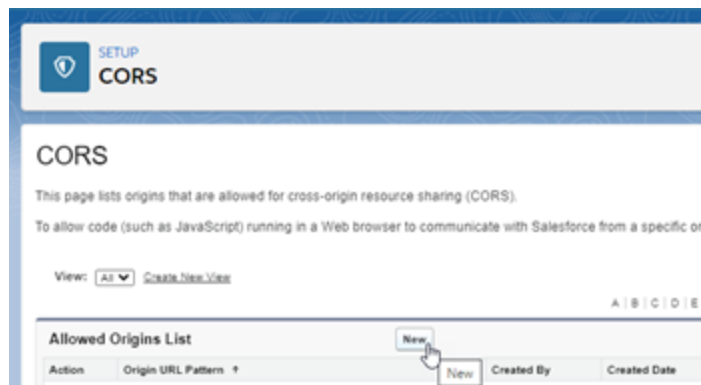 SETUP
CORS
CORS
This page lists origins that are allowed for cross-origin resource sharing (CORS).
To allow code (such as JavaScript) running in a Web browser to communicate with Salesforce from a specific or
View: All Create New View
A | B | C | D | E
Allowed Origins List New
Action Origin URL Pattern ↑ New Created By Created Date